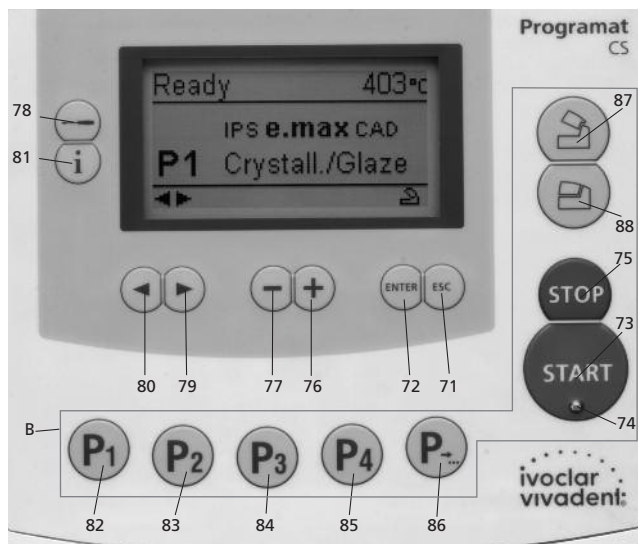 Programat
CS
Ready 403°C
IPS e.max CAD
P1 Crystall./Glaze
78
81
i
87
88
75
STOP
73
START
74
ENTER
ESC
80
79
77
76
72
71
B
P1
P2
P3
P4
P...
82
83
84
85
86
ivoclar
vivadent: